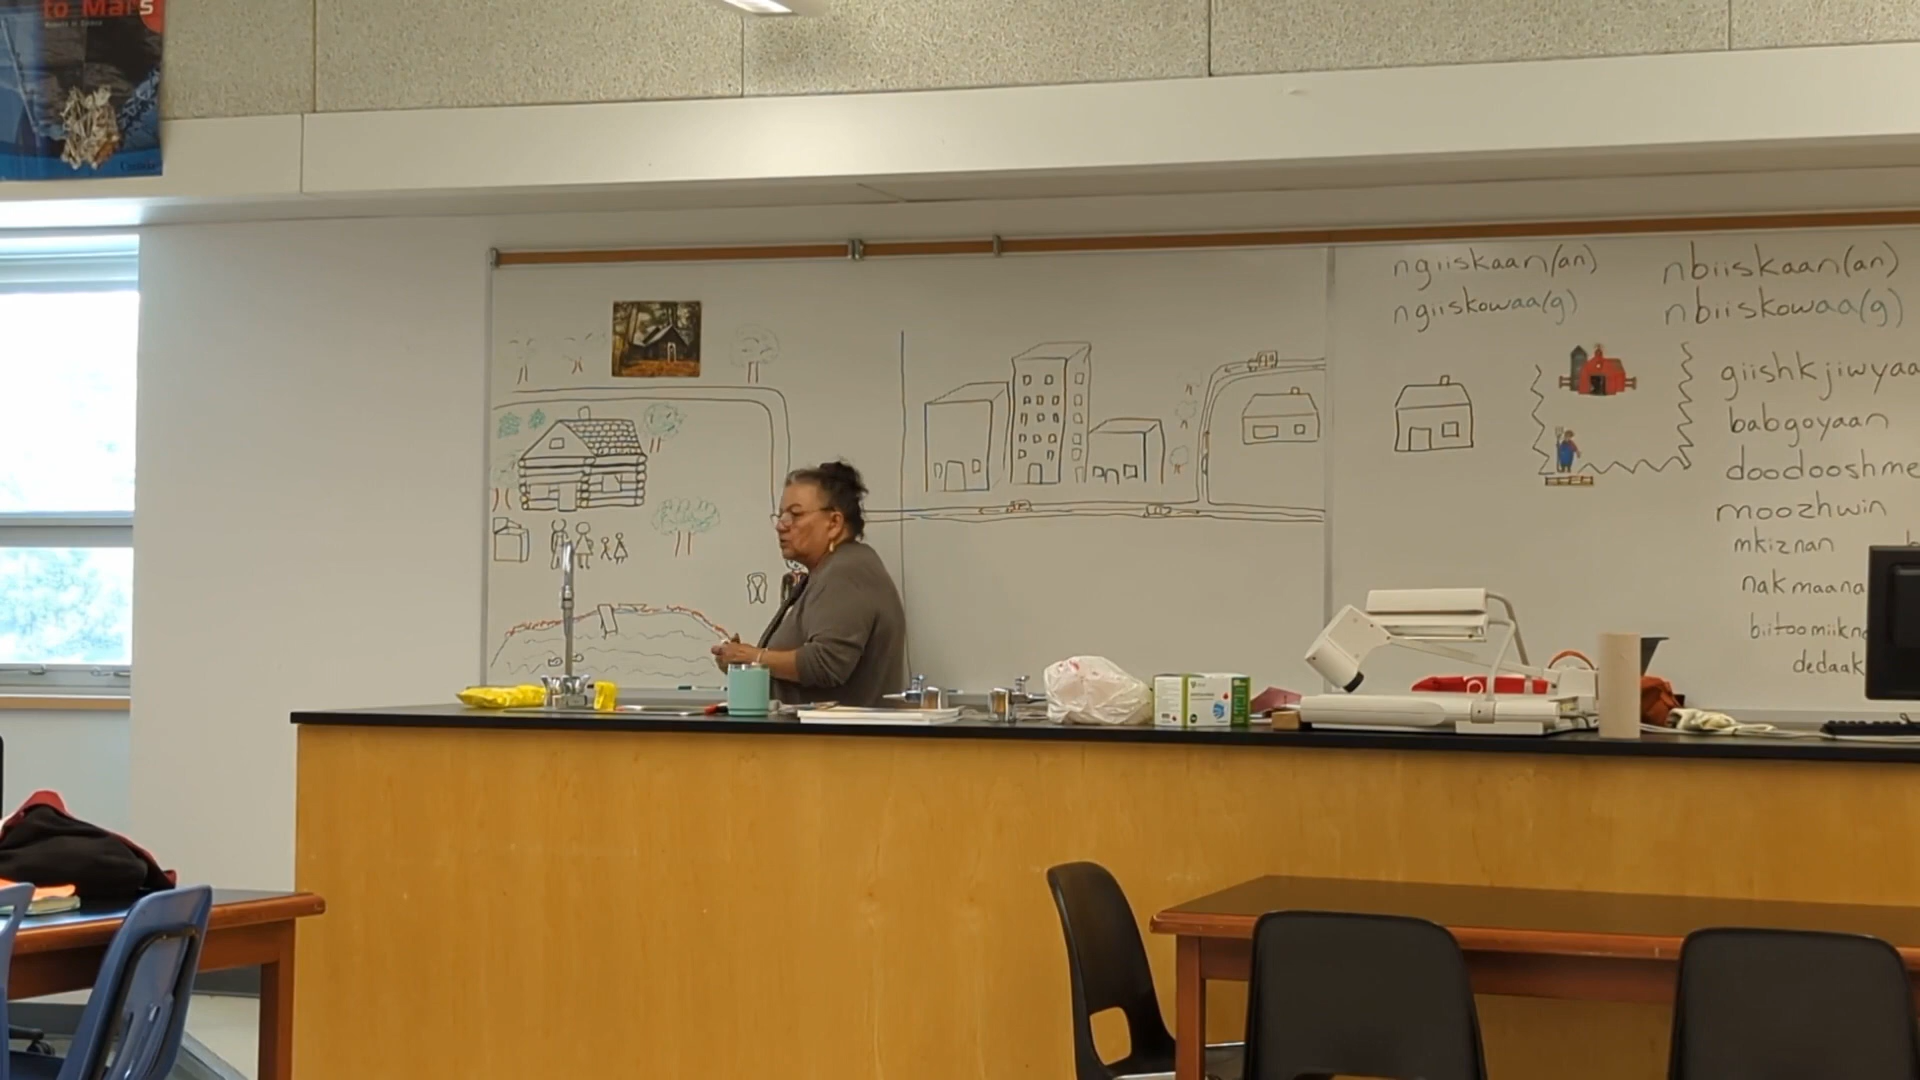 to Mars
ngiiskaan(an)
ngiiskowaa(g)
nbiiskaan(an)
nbiiskowaa(g)
giishkjiwyaa
babgoyaan
doodooshme
moozhwin
mkiznan
nakmaana
biitoomiikn
dedaak